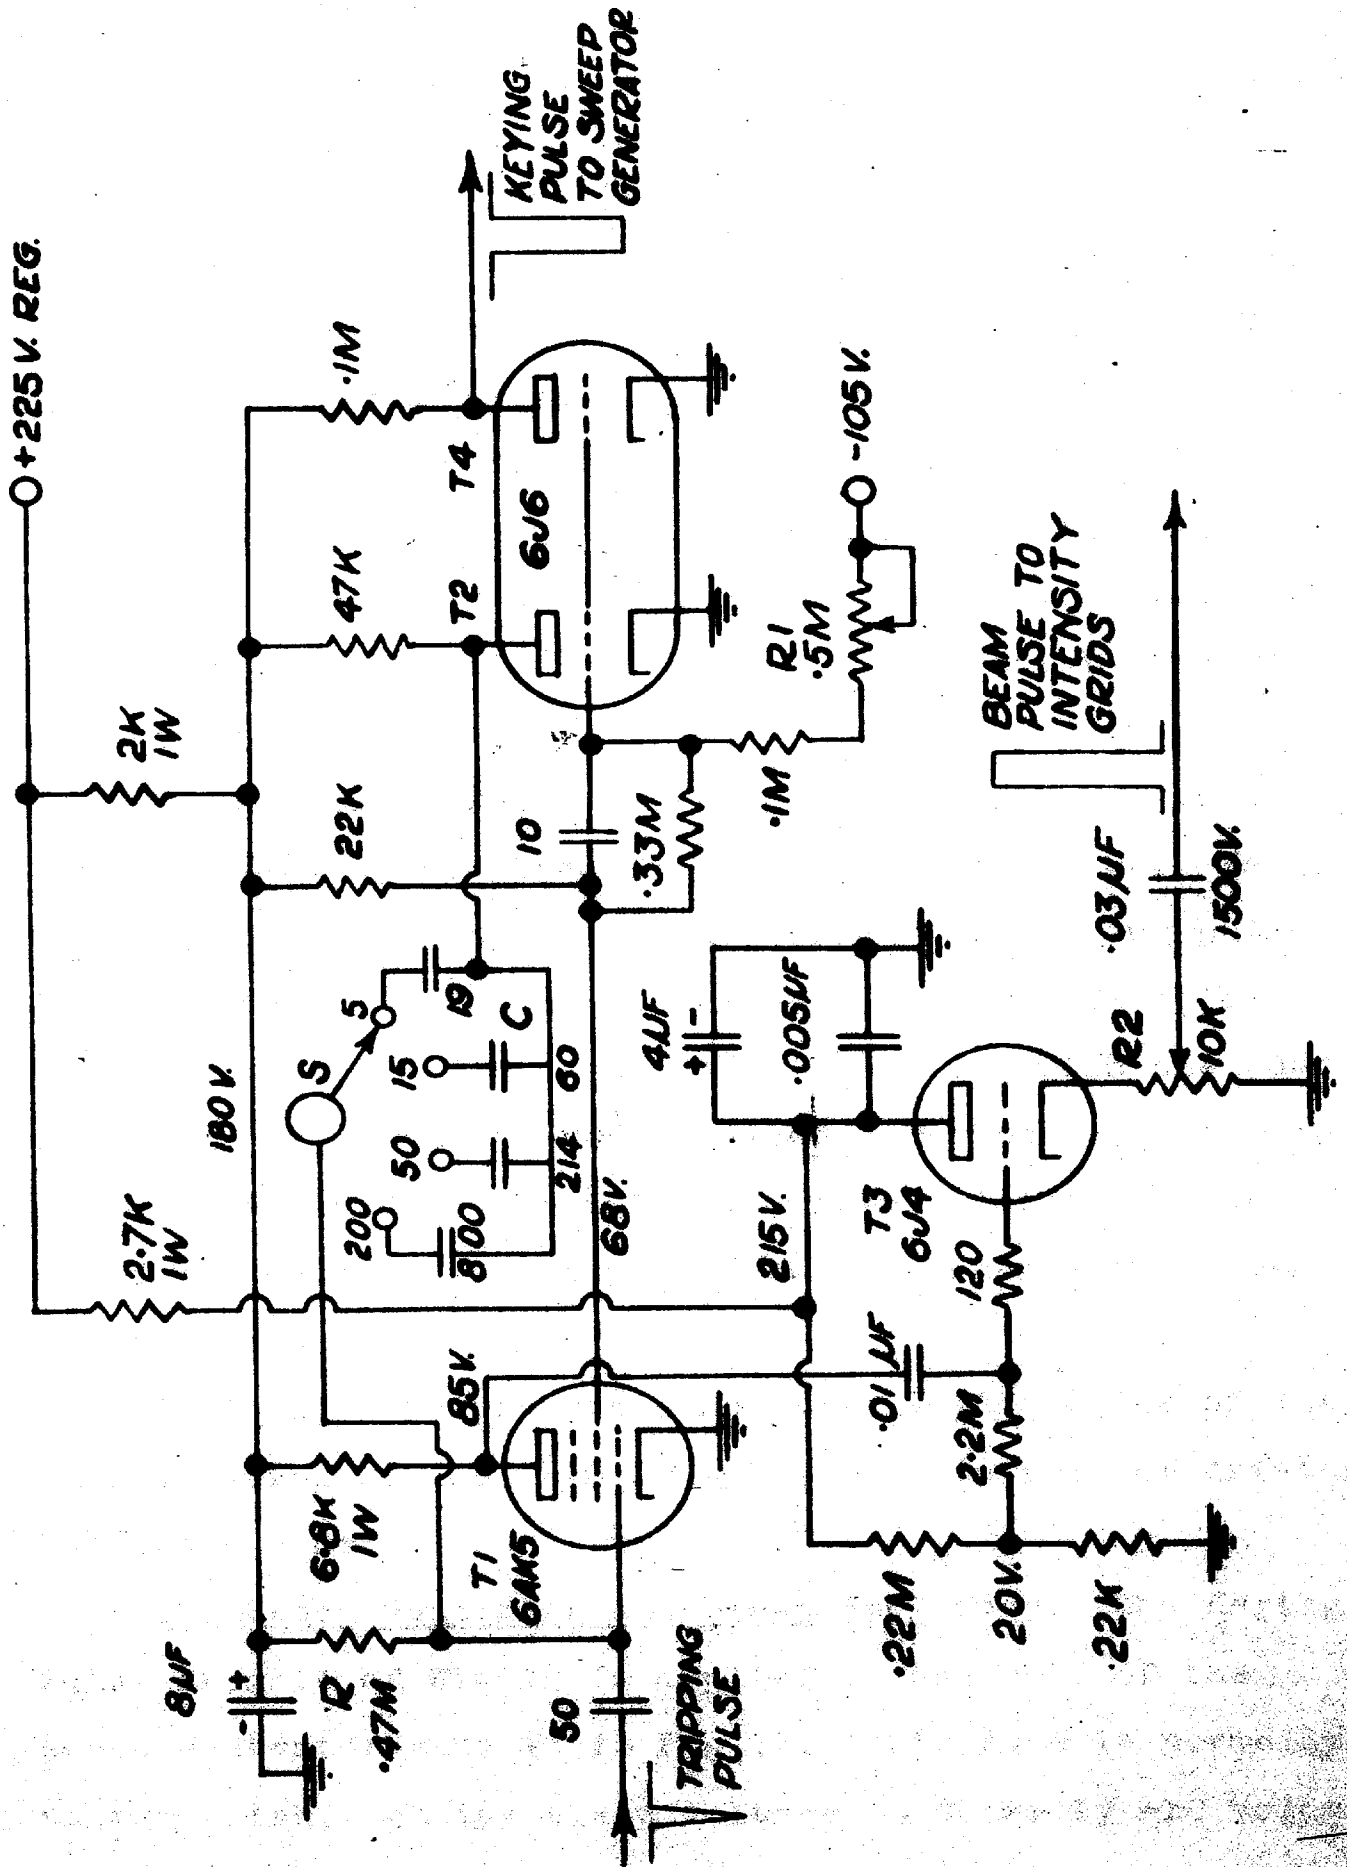 +225 V. REG.
2.7K
1W
2K
1W
180 V.
8µF
- +
R
.47M
6.8K
1W
22K
47K
.1M
S
200
50
15
5
800
214
60
19
C
T1
6AK5
85V.
68V.
10
.33M
T2
T4
6J6
KEYING
PULSE
TO SWEEP
GENERATOR
50
TRIPPING
PULSE
.1M
R1
.5M
-105V.
215V.
4µF
+ -
.005µF
.01 µF
.22M
20V.
.22K
2.2M
120
T3
6J4
R2
10K
.03µF
1500V.
BEAM
PULSE TO
INTENSITY
GRIDS